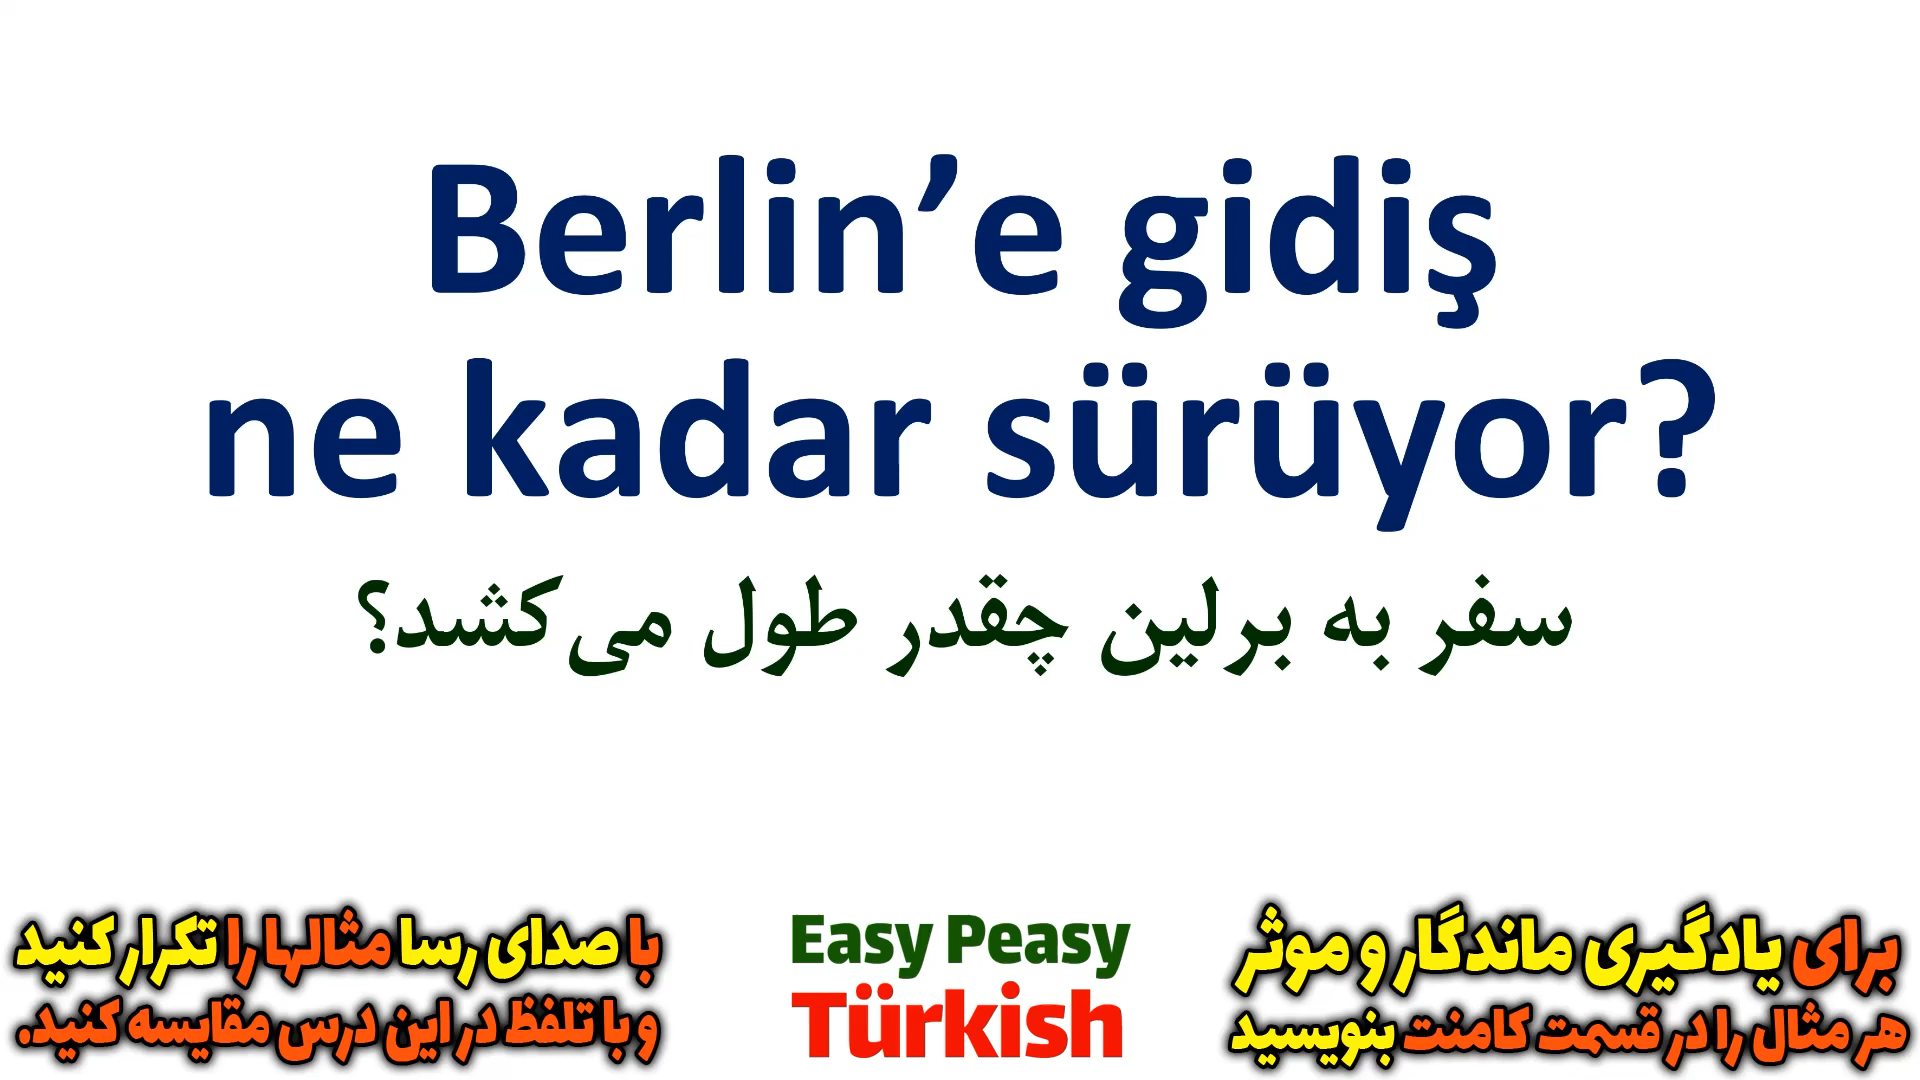 Berlin’e gidiş
ne kadar sürüyor?
سفر به برلین چقدر طول می‌کشد؟
برای یادگیری ماندگار و موثر
هر مثال را در قسمت کامنت بنویسید
Easy Peasy
Türkish
با صدای رسا مثالها را تکرار کنید
و با تلفظ در این درس مقایسه کنید.